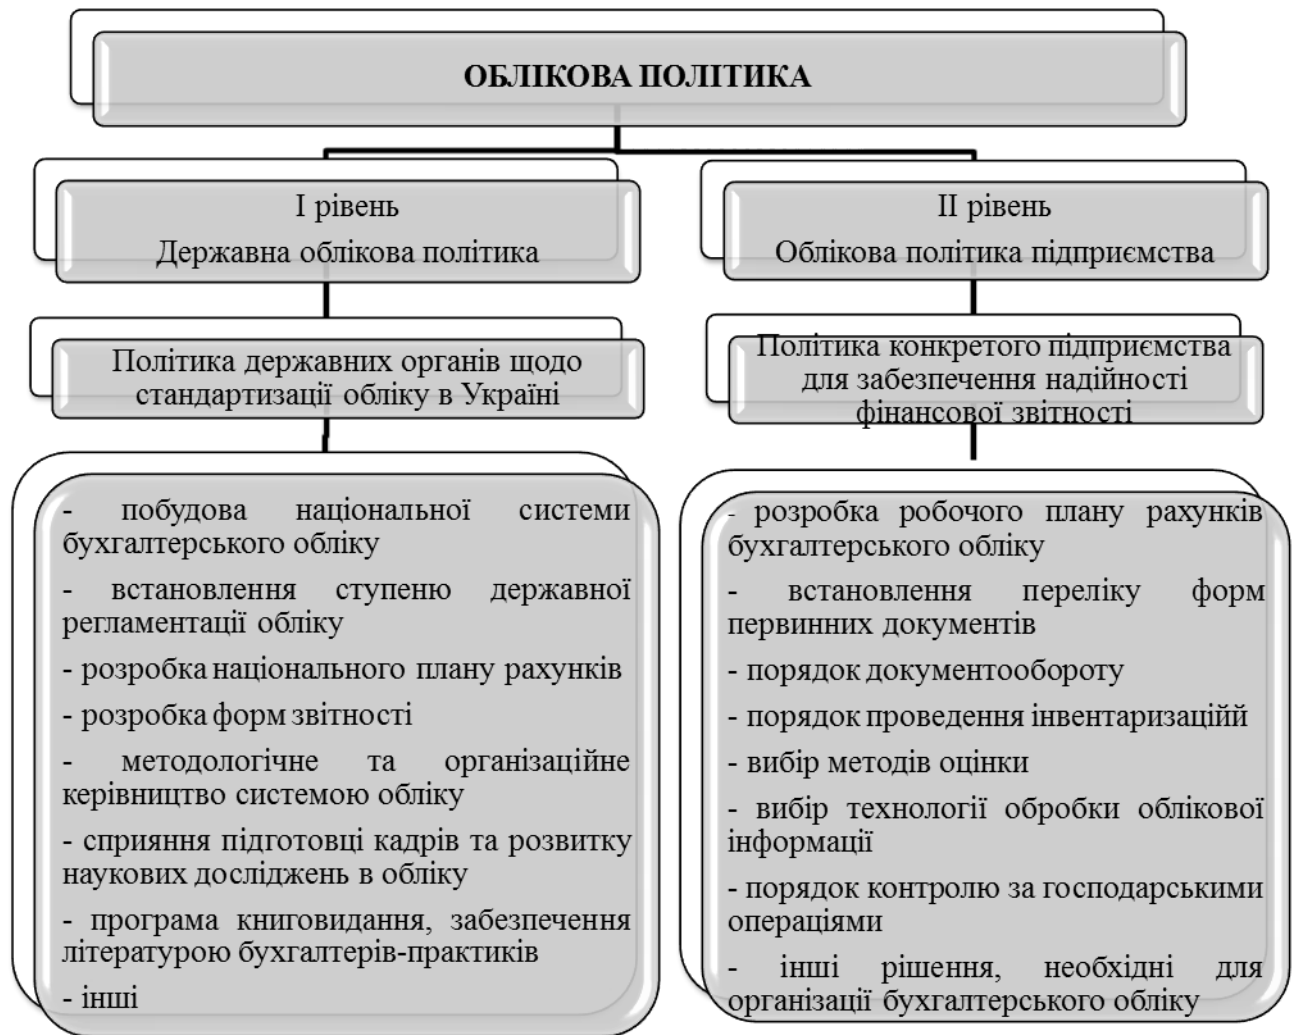 ОБЛІКОВА ПОЛІТИКА
І рівень
Державна облікова політика
ІІ рівень
Облікова політика підприємства
Політика державних органів щодо
стандартизації обліку в Україні
Політика конкретого підприємства
для забезпечення надійності
фінансової звітності
- побудова національної системи
бухгалтерського обліку
- встановлення ступеню державної
регламентації обліку
- розробка національного плану рахунків
- розробка форм звітності
- методологічне та організаційне
керівництво системою обліку
- сприяння підготовці кадрів та розвитку
наукових досліджень в обліку
- програма книговидання, забезпечення
літературою бухгалтерів-практиків
- інші
- розробка робочого плану рахунків
бухгалтерського обліку
- встановлення переліку форм
первинних документів
- порядок документообороту
- порядок проведення інвентаризаційй
- вибір методів оцінки
- вибір технології обробки облікової
інформації
- порядок контролю за господарськими
операціями
- інші рішення, необхідні для
організації бухгалтерського обліку